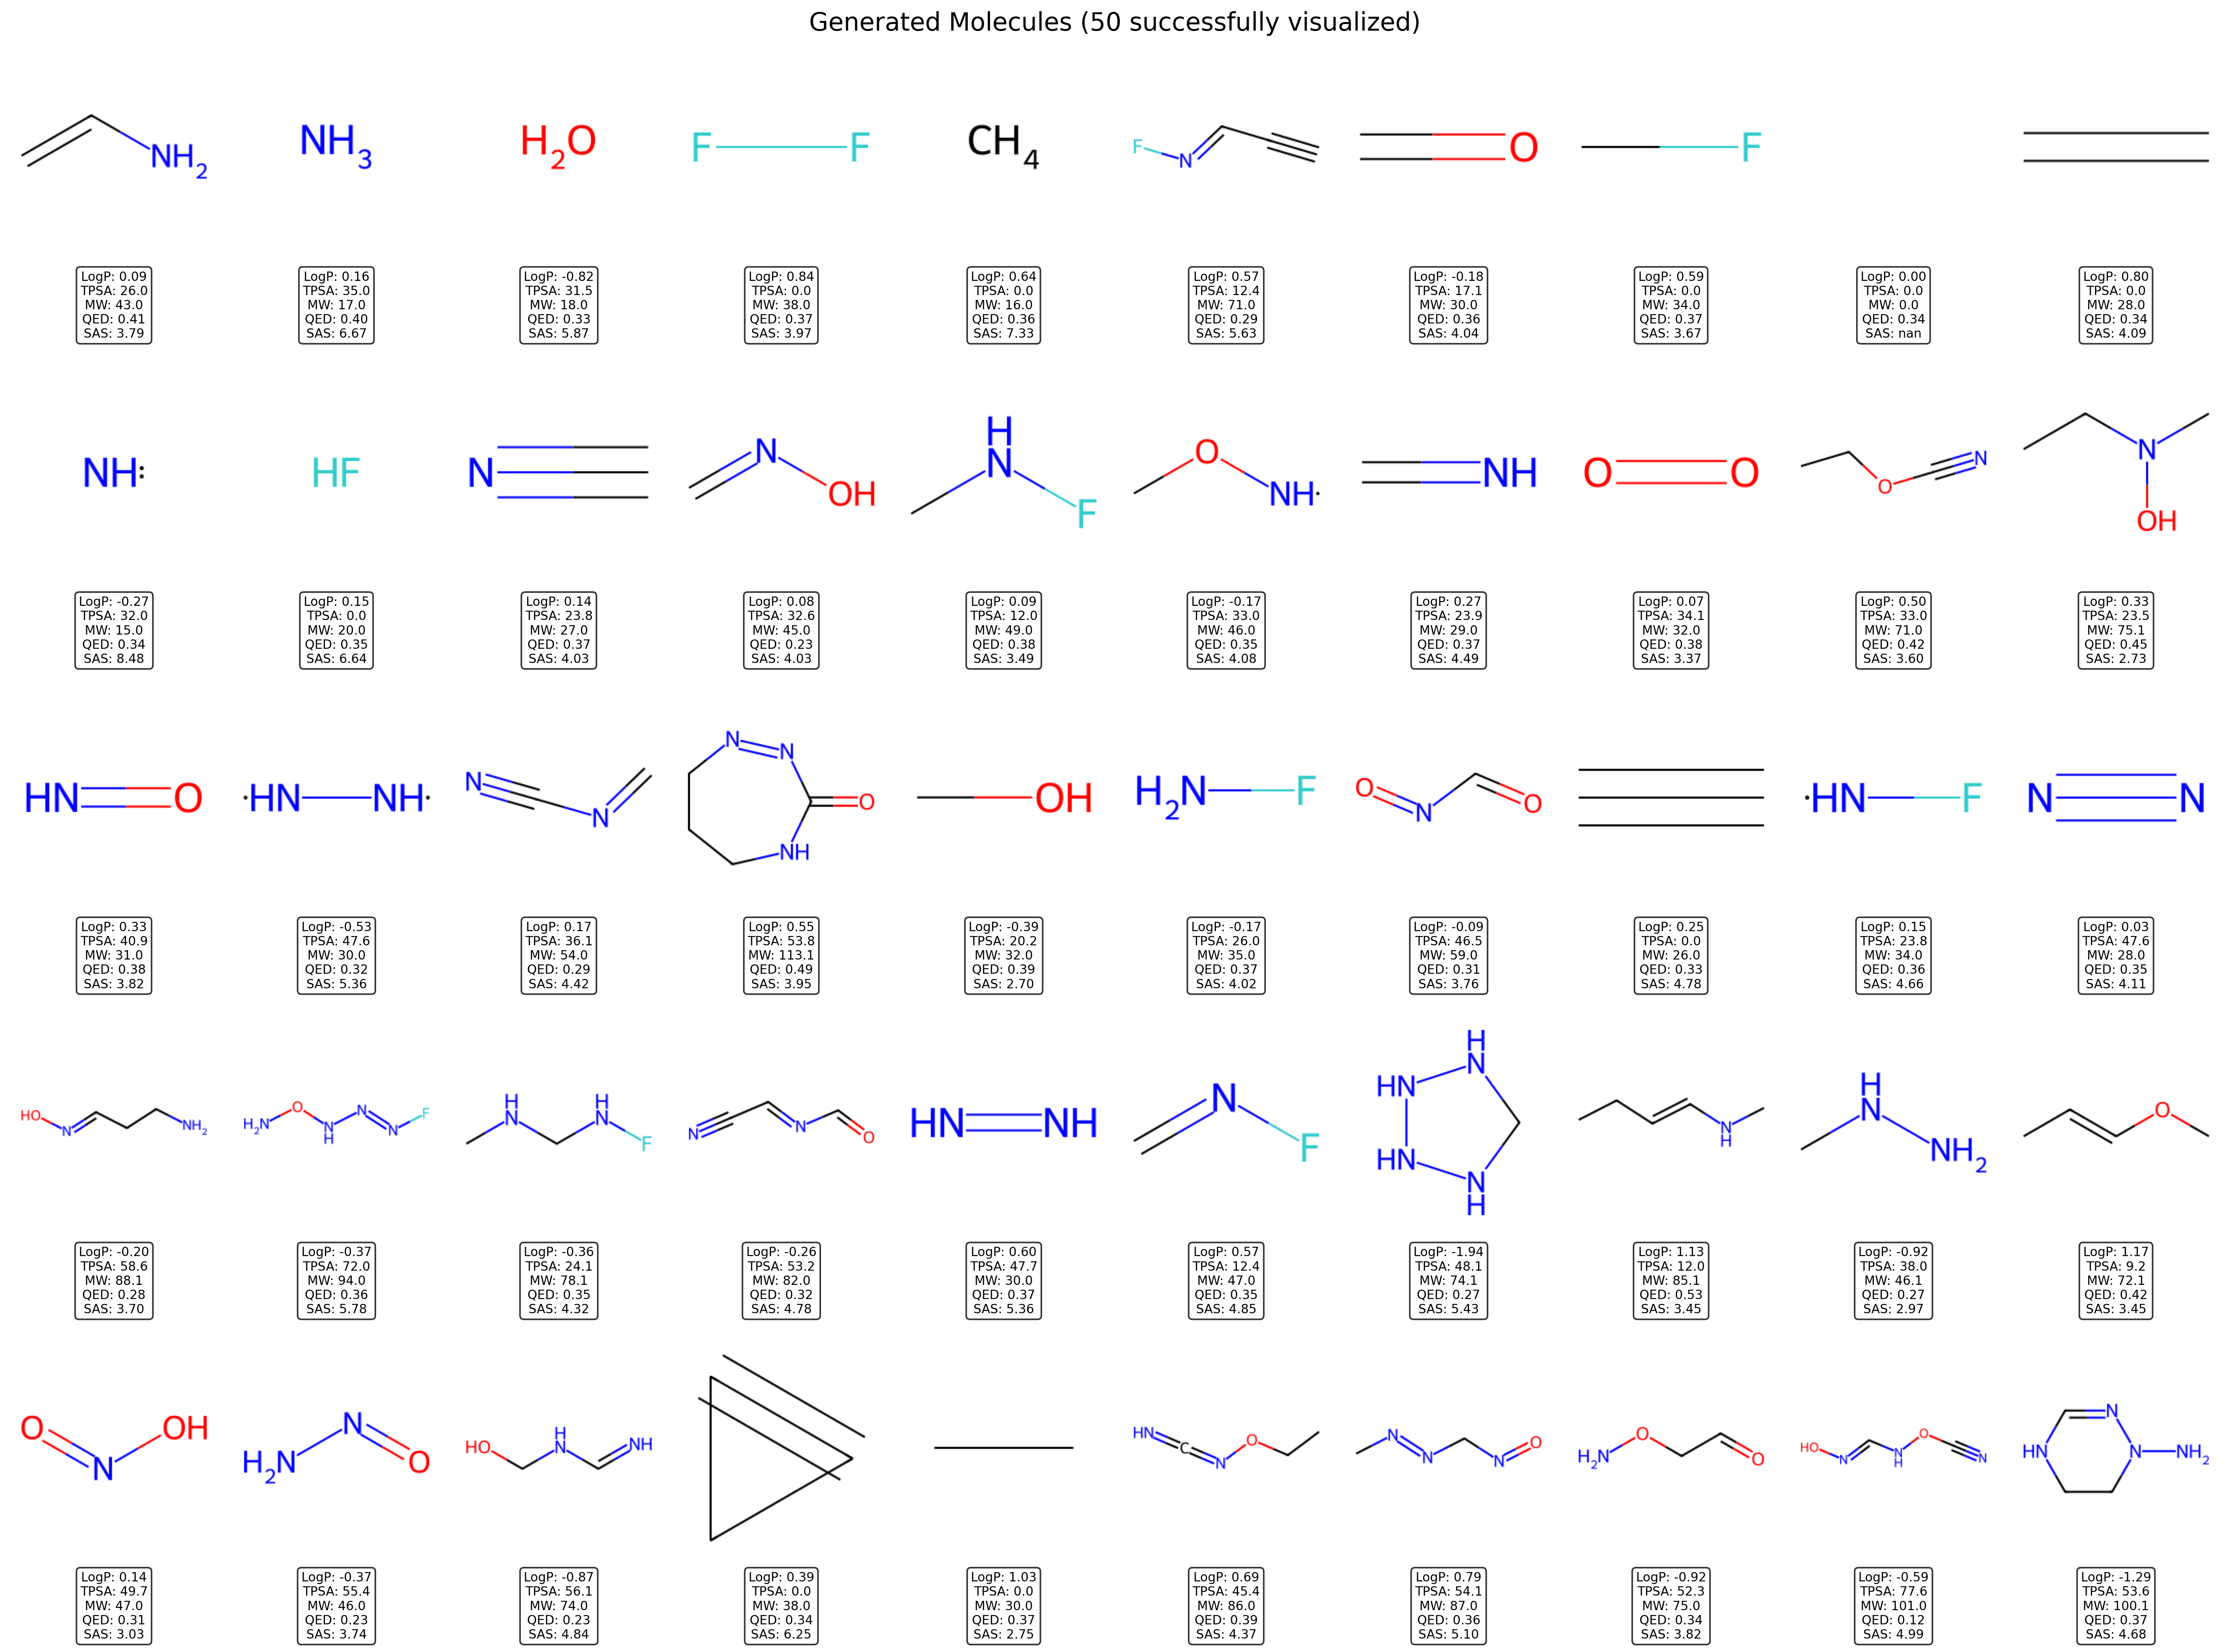 Generated Molecules (50 successfully visualized)
NH2
LogP: 0.09
TPSA: 26.0
MW: 43.0
QED: 0.41
SAS: 3.79
NH3
LogP: 0.16
TPSA: 35.0
MW: 17.0
QED: 0.40
SAS: 6.67
H2O
LogP: -0.82
TPSA: 31.5
MW: 18.0
QED: 0.33
SAS: 5.87
F F
LogP: 0.84
TPSA: 0.0
MW: 38.0
QED: 0.37
SAS: 3.97
CH4
LogP: 0.64
TPSA: 0.0
MW: 16.0
QED: 0.36
SAS: 7.33
F N
LogP: 0.57
TPSA: 12.4
MW: 71.0
QED: 0.29
SAS: 5.63
O
LogP: -0.18
TPSA: 17.1
MW: 30.0
QED: 0.36
SAS: 4.04
F
LogP: 0.59
TPSA: 0.0
MW: 34.0
QED: 0.37
SAS: 3.67
LogP: 0.00
TPSA: 0.0
MW: 0.0
QED: 0.34
SAS: nan
LogP: 0.80
TPSA: 0.0
MW: 28.0
QED: 0.34
SAS: 4.09
NH:
LogP: -0.27
TPSA: 32.0
MW: 15.0
QED: 0.34
SAS: 8.48
HF
LogP: 0.15
TPSA: 0.0
MW: 20.0
QED: 0.35
SAS: 6.64
N
LogP: 0.14
TPSA: 23.8
MW: 27.0
QED: 0.37
SAS: 4.03
N
OH
LogP: 0.08
TPSA: 32.6
MW: 45.0
QED: 0.23
SAS: 4.03
H
N
F
LogP: 0.09
TPSA: 12.0
MW: 49.0
QED: 0.38
SAS: 3.49
O
NH·
LogP: -0.17
TPSA: 33.0
MW: 46.0
QED: 0.35
SAS: 4.08
NH
LogP: 0.27
TPSA: 23.9
MW: 29.0
QED: 0.37
SAS: 4.49
O O
LogP: 0.07
TPSA: 34.1
MW: 32.0
QED: 0.38
SAS: 3.37
O N
LogP: 0.50
TPSA: 33.0
MW: 71.0
QED: 0.42
SAS: 3.60
N
OH
LogP: 0.33
TPSA: 23.5
MW: 75.1
QED: 0.45
SAS: 2.73
HN O
LogP: 0.33
TPSA: 40.9
MW: 31.0
QED: 0.38
SAS: 3.82
·HN NH·
LogP: -0.53
TPSA: 47.6
MW: 30.0
QED: 0.32
SAS: 5.36
N N
LogP: 0.17
TPSA: 36.1
MW: 54.0
QED: 0.29
SAS: 4.42
N N
O
NH
LogP: 0.55
TPSA: 53.8
MW: 113.1
QED: 0.49
SAS: 3.95
OH
LogP: -0.39
TPSA: 20.2
MW: 32.0
QED: 0.39
SAS: 2.70
H2N F
LogP: -0.17
TPSA: 26.0
MW: 35.0
QED: 0.37
SAS: 4.02
O N O
LogP: -0.09
TPSA: 46.5
MW: 59.0
QED: 0.31
SAS: 3.76
LogP: 0.25
TPSA: 0.0
MW: 26.0
QED: 0.33
SAS: 4.78
·HN F
LogP: 0.15
TPSA: 23.8
MW: 34.0
QED: 0.36
SAS: 4.66
N N
LogP: 0.03
TPSA: 47.6
MW: 28.0
QED: 0.35
SAS: 4.11
HO N NH2
LogP: -0.20
TPSA: 58.6
MW: 88.1
QED: 0.28
SAS: 3.70
H2N O N N N F
H
LogP: -0.37
TPSA: 72.0
MW: 94.0
QED: 0.36
SAS: 5.78
H H
N N
F
LogP: -0.36
TPSA: 24.1
MW: 78.1
QED: 0.35
SAS: 4.32
N N O
LogP: -0.26
TPSA: 53.2
MW: 82.0
QED: 0.32
SAS: 4.78
HN NH
LogP: 0.60
TPSA: 47.7
MW: 30.0
QED: 0.37
SAS: 5.36
N
F
LogP: 0.57
TPSA: 12.4
MW: 47.0
QED: 0.35
SAS: 4.85
H
N
HN
HN
N
H
LogP: -1.94
TPSA: 48.1
MW: 74.1
QED: 0.27
SAS: 5.43
N
H
LogP: 1.13
TPSA: 12.0
MW: 85.1
QED: 0.53
SAS: 3.45
H
N
NH2
LogP: -0.92
TPSA: 38.0
MW: 46.1
QED: 0.27
SAS: 2.97
O
LogP: 1.17
TPSA: 9.2
MW: 72.1
QED: 0.42
SAS: 3.45
O OH
N
LogP: 0.14
TPSA: 49.7
MW: 47.0
QED: 0.31
SAS: 3.03
N
H2N O
LogP: -0.37
TPSA: 55.4
MW: 46.0
QED: 0.23
SAS: 3.74
H
HO N NH
LogP: -0.87
TPSA: 56.1
MW: 74.0
QED: 0.23
SAS: 4.84
LogP: 0.39
TPSA: 0.0
MW: 38.0
QED: 0.34
SAS: 6.25
LogP: 1.03
TPSA: 0.0
MW: 30.0
QED: 0.37
SAS: 2.75
HN C N O
LogP: 0.69
TPSA: 45.4
MW: 86.0
QED: 0.39
SAS: 4.37
N N N O
LogP: 0.79
TPSA: 54.1
MW: 87.0
QED: 0.36
SAS: 5.10
H2N O O
LogP: -0.92
TPSA: 52.3
MW: 75.0
QED: 0.34
SAS: 3.82
HO N N O N
H
LogP: -0.59
TPSA: 77.6
MW: 101.0
QED: 0.12
SAS: 4.99
N
HN N NH2
LogP: -1.29
TPSA: 53.6
MW: 100.1
QED: 0.37
SAS: 4.68